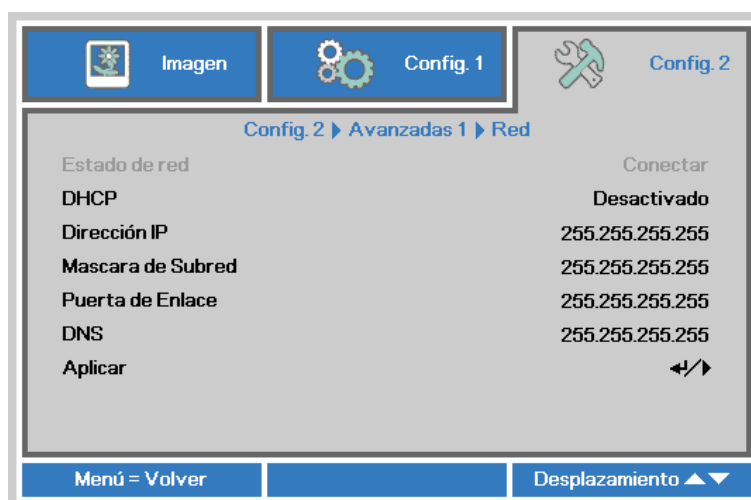 Imagen Config. 1 Config. 2
Config. 2 ▶ Avanzadas 1 ▶ Red
Estado de red Conectar
DHCP Desactivado
Dirección IP 255.255.255.255
Mascara de Subred 255.255.255.255
Puerta de Enlace 255.255.255.255
DNS 255.255.255.255
Aplicar ↵/▶
Menú = Volver Desplazamiento ▲▼